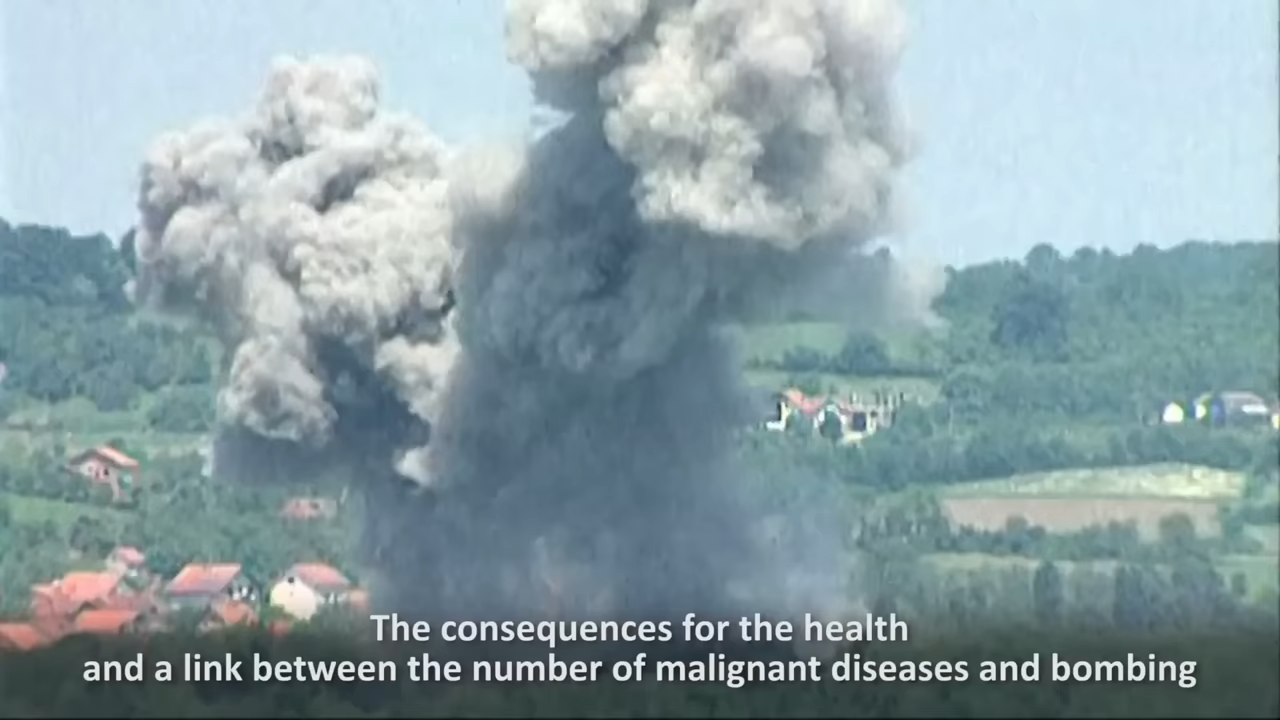 The consequences for the health
and a link between the number of malignant diseases and bombing